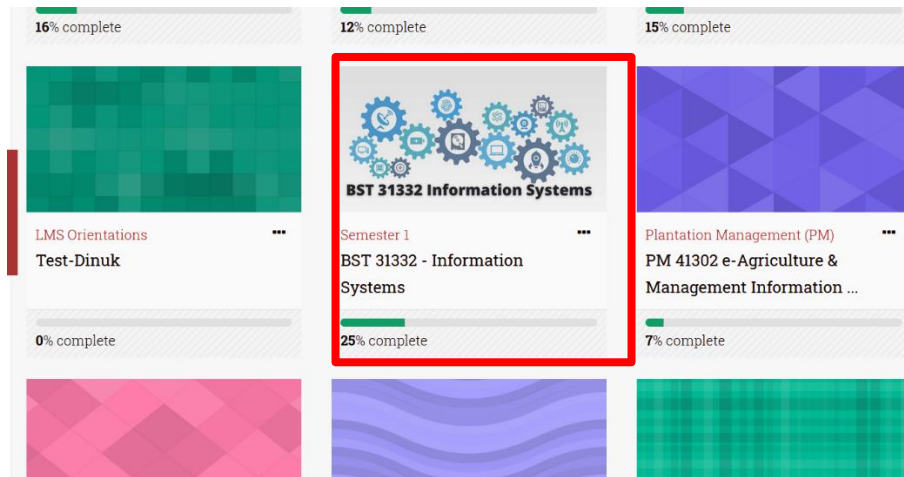 16% complete
12% complete
15% complete
BST 31332 Information Systems
LMS Orientations
Test-Dinuk
0% complete
Semester 1
BST 31332 - Information
Systems
25% complete
Plantation Management (PM)
PM 41302 e-Agriculture &
Management Information ...
7% complete